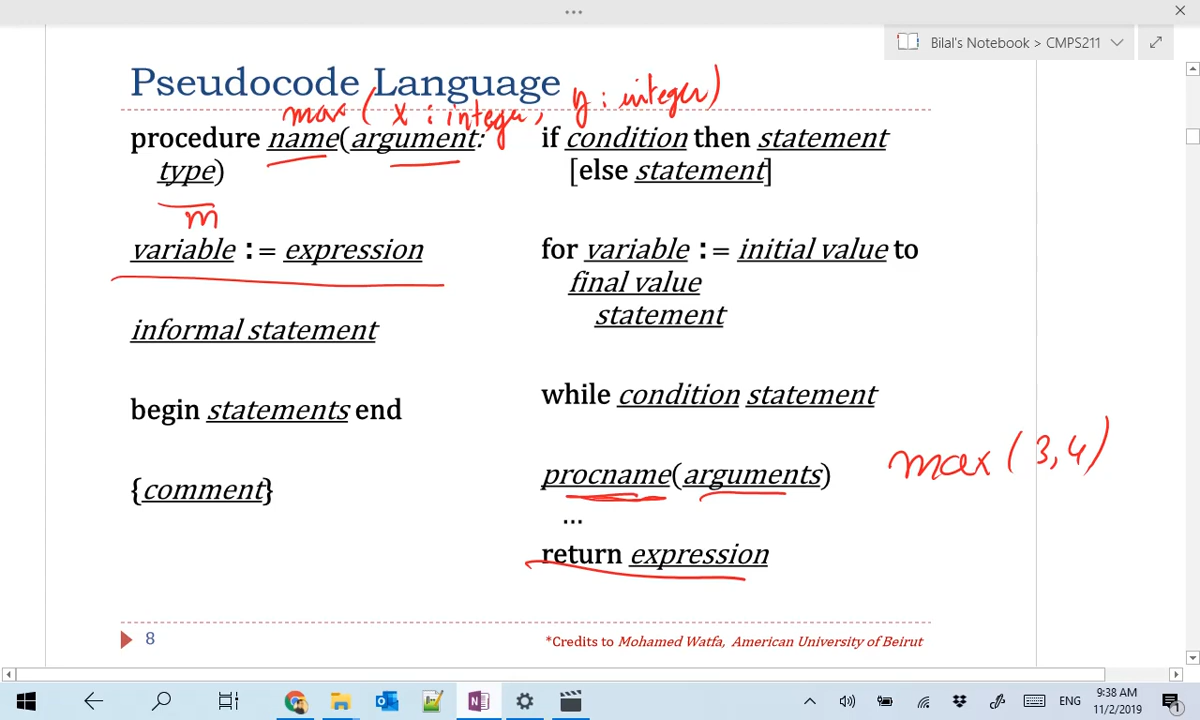 Bilal's Notebook > CMPS211
Pseudocode Language
max ( x : integer, y : integer)
procedure name(argument:
type)
m
variable := expression
informal statement
begin statements end
{comment}
if condition then statement
[else statement]
for variable := initial value to
final value
statement
while condition statement
procname(arguments)
max ( 3,4)
...
return expression
8
*Credits to Mohamed Watfa, American University of Beirut
ENG
9:38 AM
11/2/2019
1